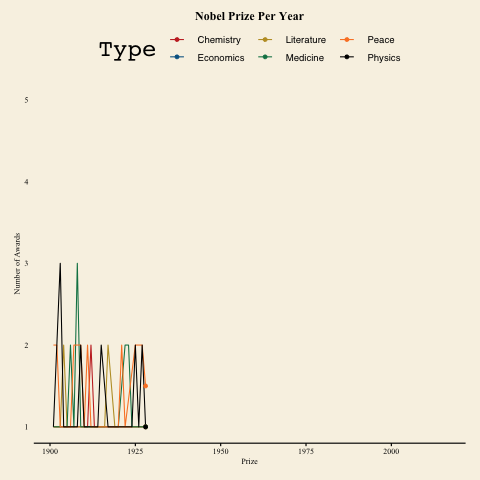 Nobel Prize Per Year
Type
Chemistry
Literature
Peace
Economics
Medicine
Physics
5
4
3
2
1
Number of Awards
1900
1925
1950
1975
2000
Prize